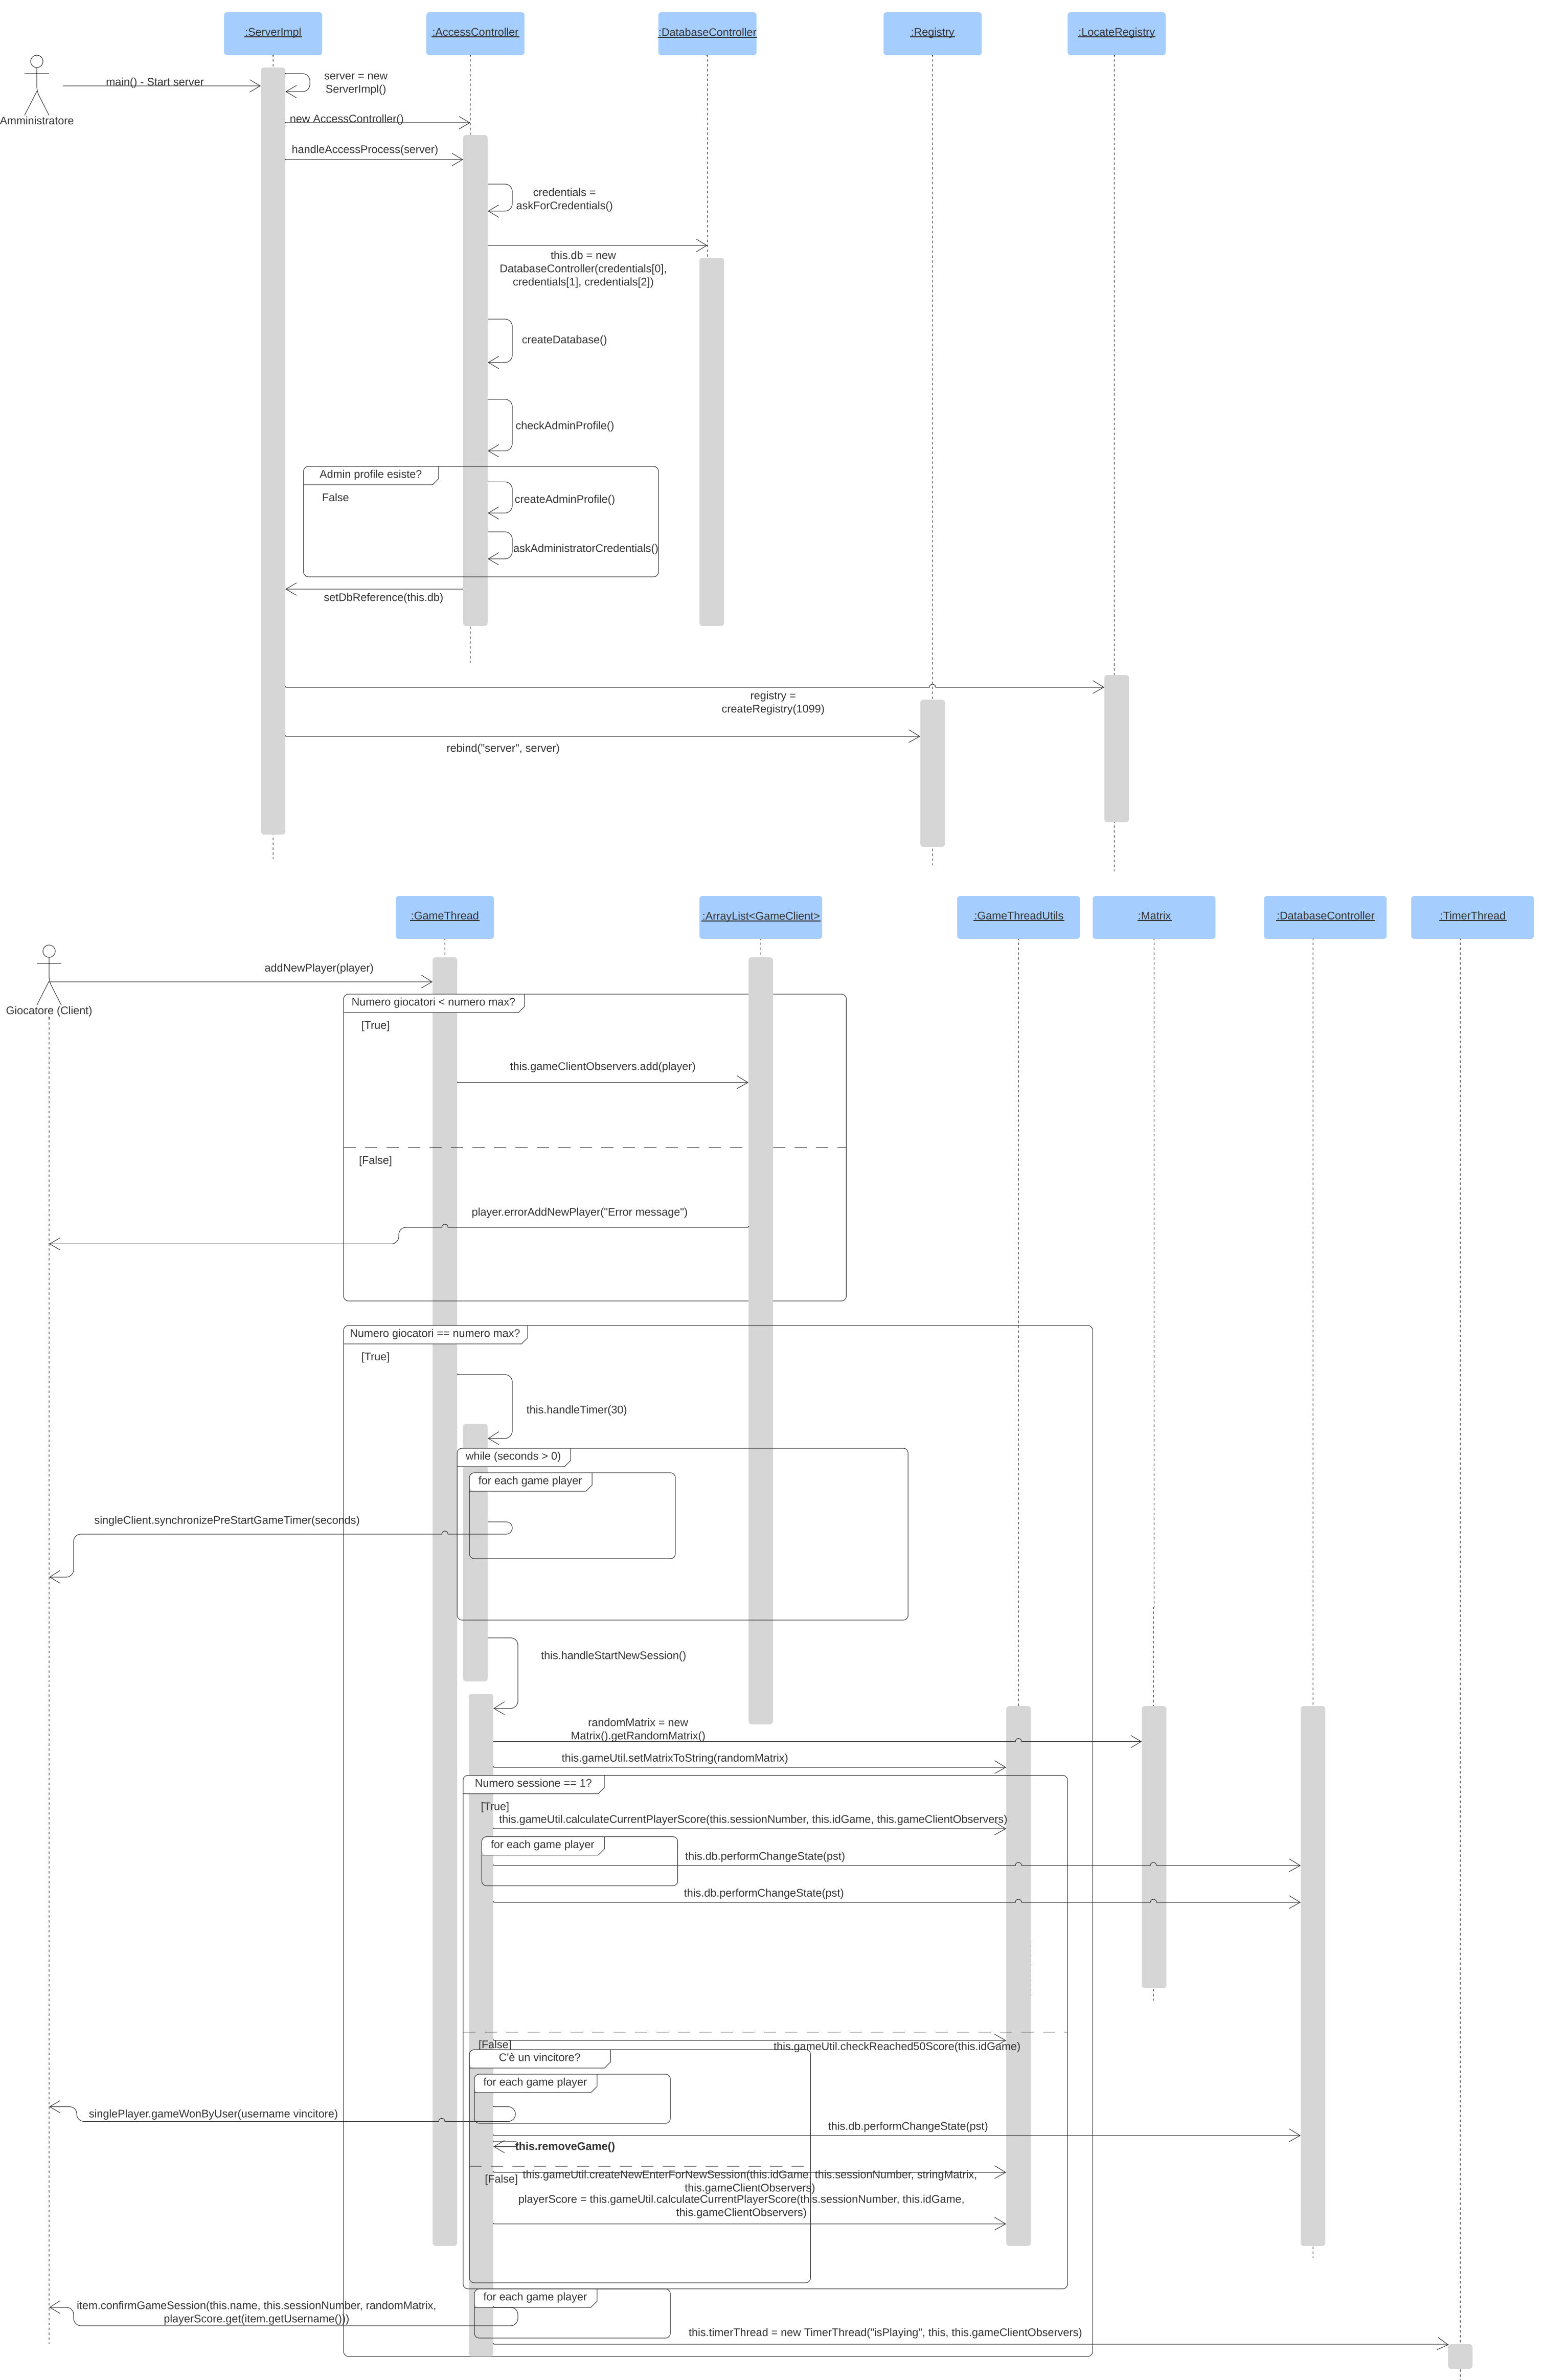 :ServerImpl
:AccessController
:DatabaseController
:Registry
:LocateRegistry
Amministratore
main() - Start server
server = new
ServerImpl()
new AccessController()
handleAccessProcess(server)
credentials =
askForCredentials()
this.db = new
DatabaseController(credentials[0],
credentials[1], credentials[2])
createDatabase()
checkAdminProfile()
Admin profile esiste?
False
createAdminProfile()
askAdministratorCredentials()
setDbReference(this.db)
registry =
createRegistry(1099)
rebind("server", server)
:GameThread
:ArrayList<GameClient>
:GameThreadUtils
:Matrix
:DatabaseController
:TimerThread
Giocatore (Client)
addNewPlayer(player)
Numero giocatori < numero max?
[True]
this.gameClientObservers.add(player)
[False]
player.errorAddNewPlayer("Error message")
Numero giocatori == numero max?
[True]
this.handleTimer(30)
while (seconds > 0)
for each game player
singleClient.synchronizePreStartGameTimer(seconds)
this.handleStartNewSession()
randomMatrix = new
Matrix().getRandomMatrix()
this.gameUtil.setMatrixToString(randomMatrix)
Numero sessione == 1?
[True]
this.gameUtil.calculateCurrentPlayerScore(this.sessionNumber, this.idGame, this.gameClientObservers)
for each game player
this.db.performChangeState(pst)
this.db.performChangeState(pst)
[False]
this.gameUtil.checkReached50Score(this.idGame)
C'è un vincitore?
for each game player
singlePlayer.gameWonByUser(username vincitore)
this.db.performChangeState(pst)
this.removeGame()
[False]
this.gameUtil.createNewEnterForNewSession(this.idGame, this.sessionNumber, stringMatrix,
this.gameClientObservers)
playerScore = this.gameUtil.calculateCurrentPlayerScore(this.sessionNumber, this.idGame,
this.gameClientObservers)
for each game player
item.confirmGameSession(this.name, this.sessionNumber, randomMatrix,
playerScore.get(item.getUsername()))
this.timerThread = new TimerThread("isPlaying", this, this.gameClientObservers)